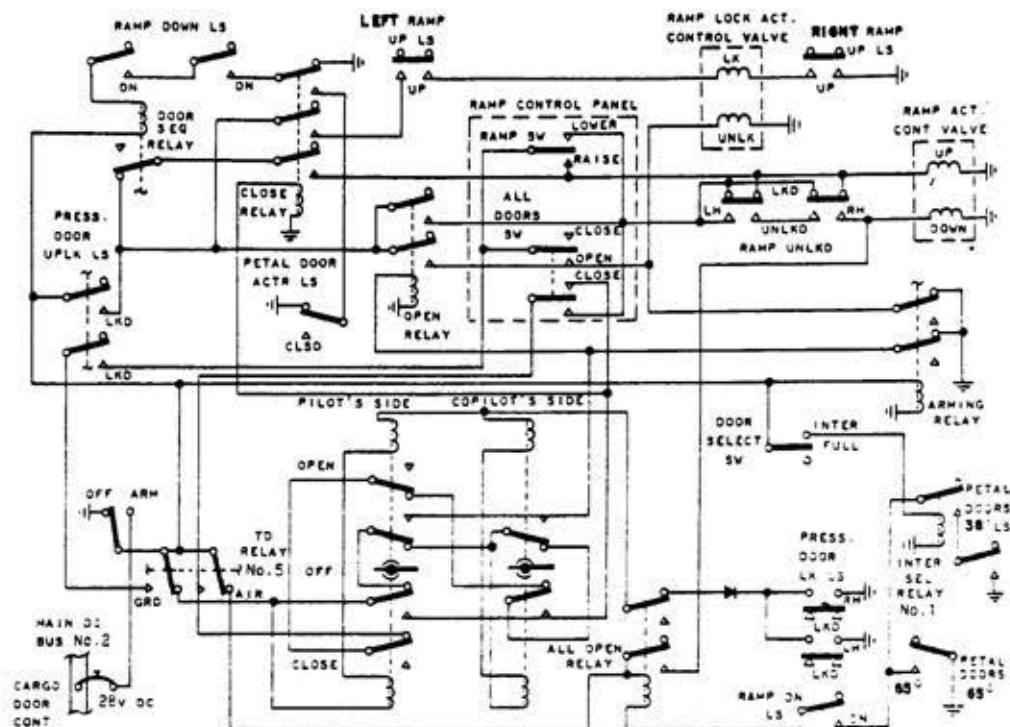 RAMP DOWN LS
DN
DN
LEFT RAMP
UP LS
UP
RAMP LOCK ACT.
CONTROL VALVE
LK
UNLK
RIGHT RAMP
UP LS
UP
DOOR
SEQ
RELAY
RAMP CONTROL PANEL
RAMP SW
LOWER
RAISE
ALL
DOORS
SW
CLOSE
OPEN
CLOSE
RAMP ACT.
CONT VALVE
UP
DOWN
LKD
LH
RH
UNLKD
RAMP UNLKD
CLOSE
RELAY
PRESS.
DOOR
UPLK LS
LKD
LKD
PETAL DOOR
ACTR LS
CLSD
OPEN
RELAY
ARMING
RELAY
PILOT'S SIDE
COPILOT'S SIDE
DOOR
SELECT
SW
INTER
FULL
OPEN
OFF
CLOSE
OFF
ARM
TO
RELAY
No.5
GRD
AIR
MAIN DC
BUS No.2
CARGO
DOOR
CONT
28V DC
PRESS.
DOOR
LK LS
RH
LKD
LH
LKD
ALL OPEN
RELAY
RAMP DN
LS
DN
PETAL
DOORS
38° LS
INTER
SEL
RELAY
No.1
65°
PETAL
DOORS
65°